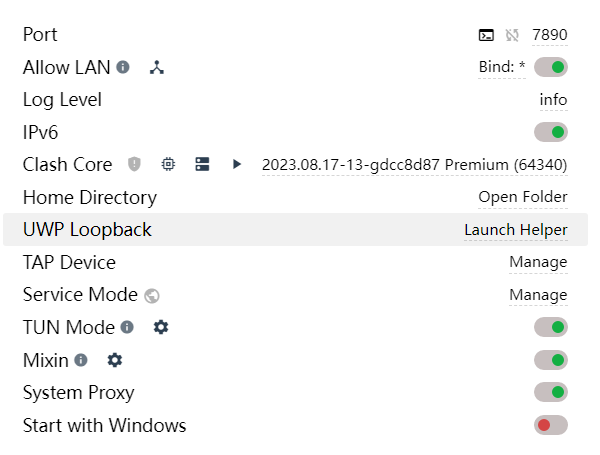 Port 7890
Allow LAN Bind: *
Log Level info
IPv6
Clash Core 2023.08.17-13-gdcc8d87 Premium (64340)
Home Directory Open Folder
UWP Loopback Launch Helper
TAP Device Manage
Service Mode Manage
TUN Mode
Mixin
System Proxy
Start with Windows